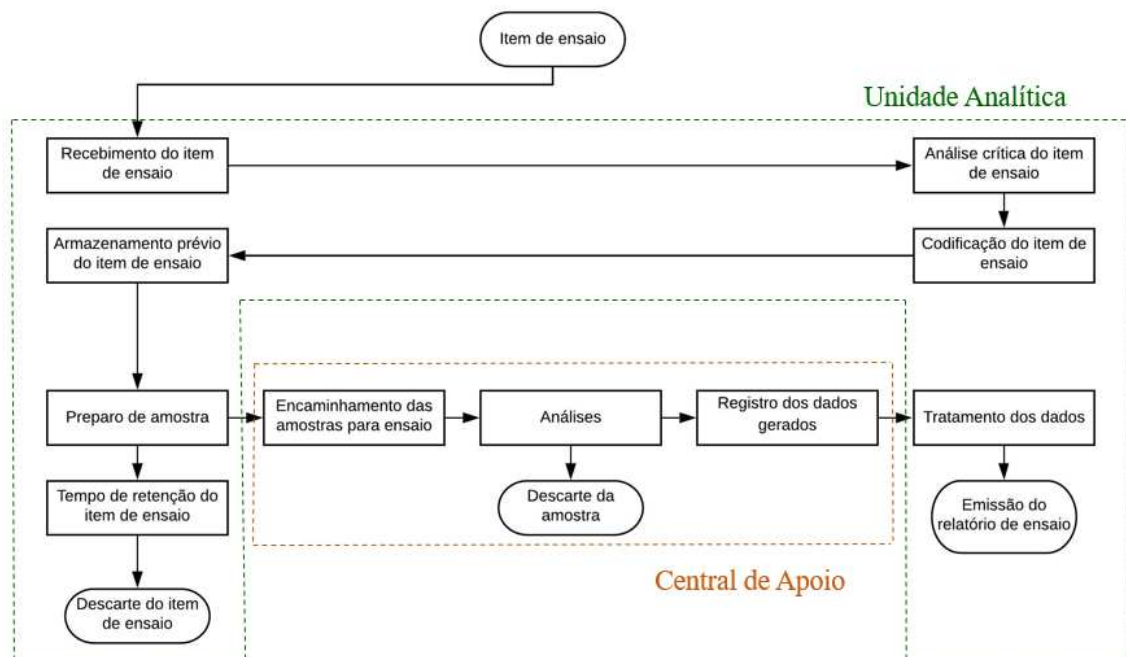 Item de ensaio
Unidade Analítica
Recebimento do item
de ensaio
Análise crítica do item
de ensaio
Armazenamento prévio
do item de ensaio
Codificação do item de
ensaio
Preparo de amostra
Encaminhamento das
amostras para ensaio
Análises
Registro dos dados
gerados
Tratamento dos dados
Tempo de retenção do
item de ensaio
Descarte da
amostra
Emissão do
relatório de ensaio
Central de Apoio
Descarte do item
de ensaio